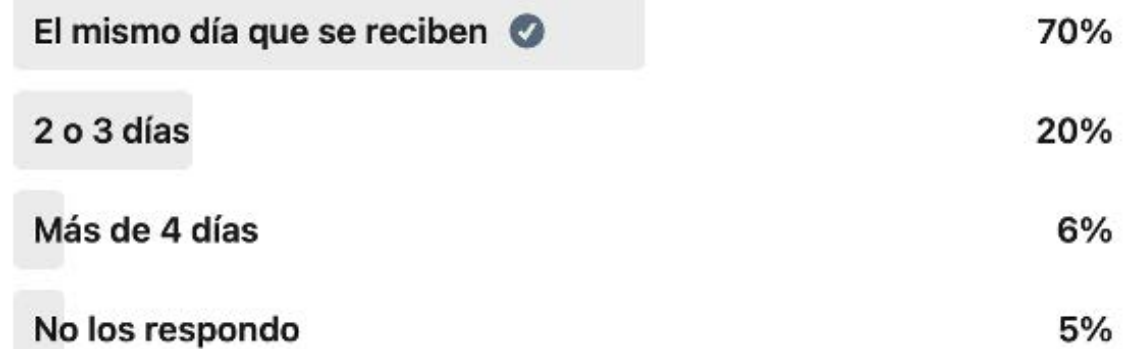 El mismo día que se reciben 70%
2 o 3 días 20%
Más de 4 días 6%
No los respondo 5%